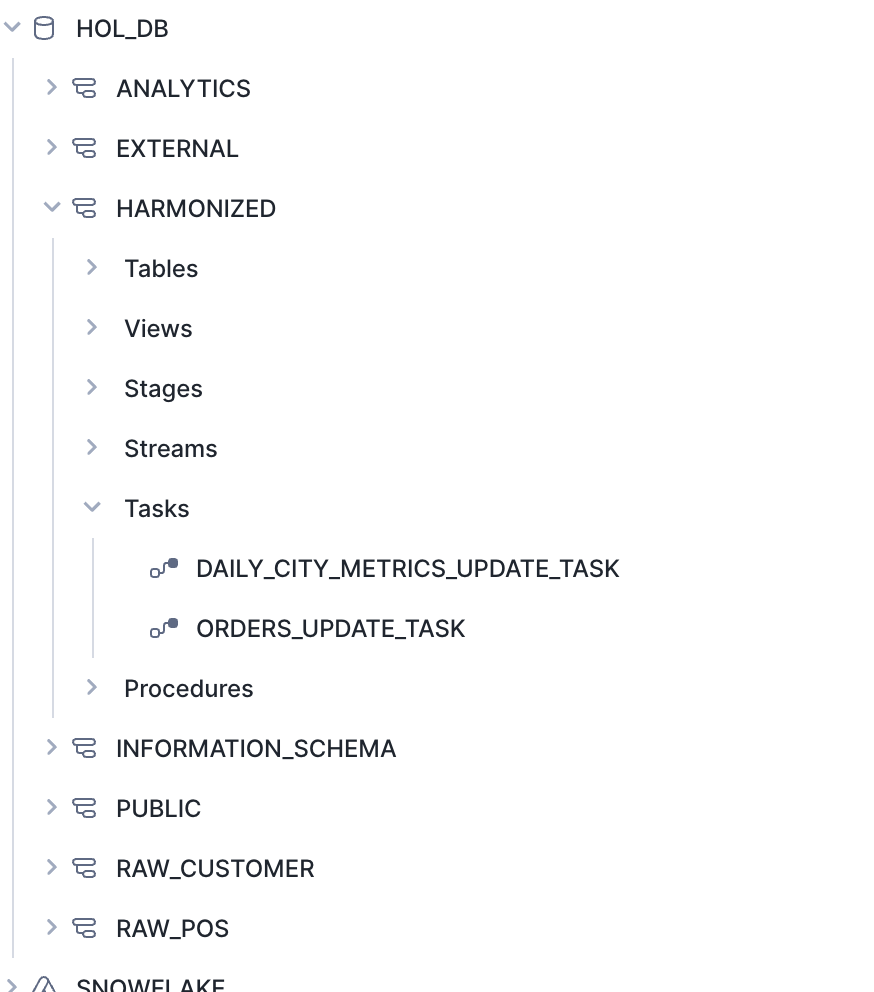 HOL_DB
ANALYTICS
EXTERNAL
HARMONIZED
Tables
Views
Stages
Streams
Tasks
DAILY_CITY_METRICS_UPDATE_TASK
ORDERS_UPDATE_TASK
Procedures
INFORMATION_SCHEMA
PUBLIC
RAW_CUSTOMER
RAW_POS
SNOWFLAKE